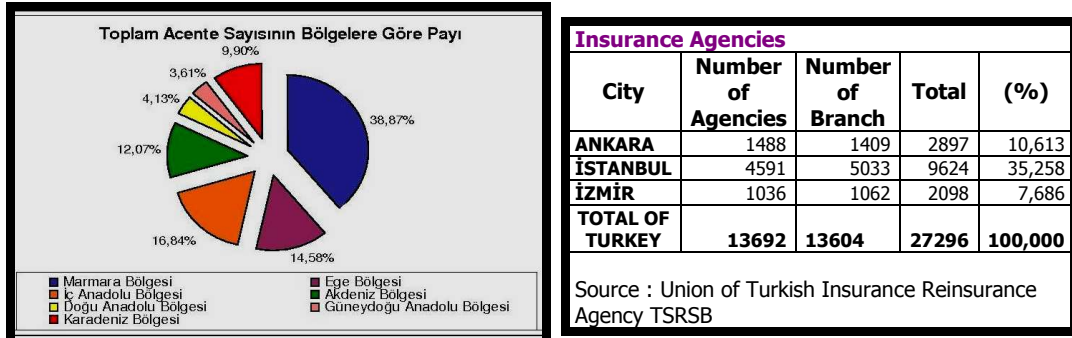 Toplam Acente Sayısının Bölgelere Göre Payı
9,90%
3,61%
4,13%
38,87%
12,07%
16,84%
14,58%
Marmara Bölgesi
Ege Bölgesi
İç Anadolu Bölgesi
Akdeniz Bölgesi
Doğu Anadolu Bölgesi
Güneydoğu Anadolu Bölgesi
Karadeniz Bölgesi
Insurance Agencies
City Number of Agencies Number of Branch Total (%)
ANKARA 1488 1409 2897 10,613
İSTANBUL 4591 5033 9624 35,258
İZMİR 1036 1062 2098 7,686
TOTAL OF
TURKEY 13692 13604 27296 100,000
Source : Union of Turkish Insurance Reinsurance
Agency TSRSB